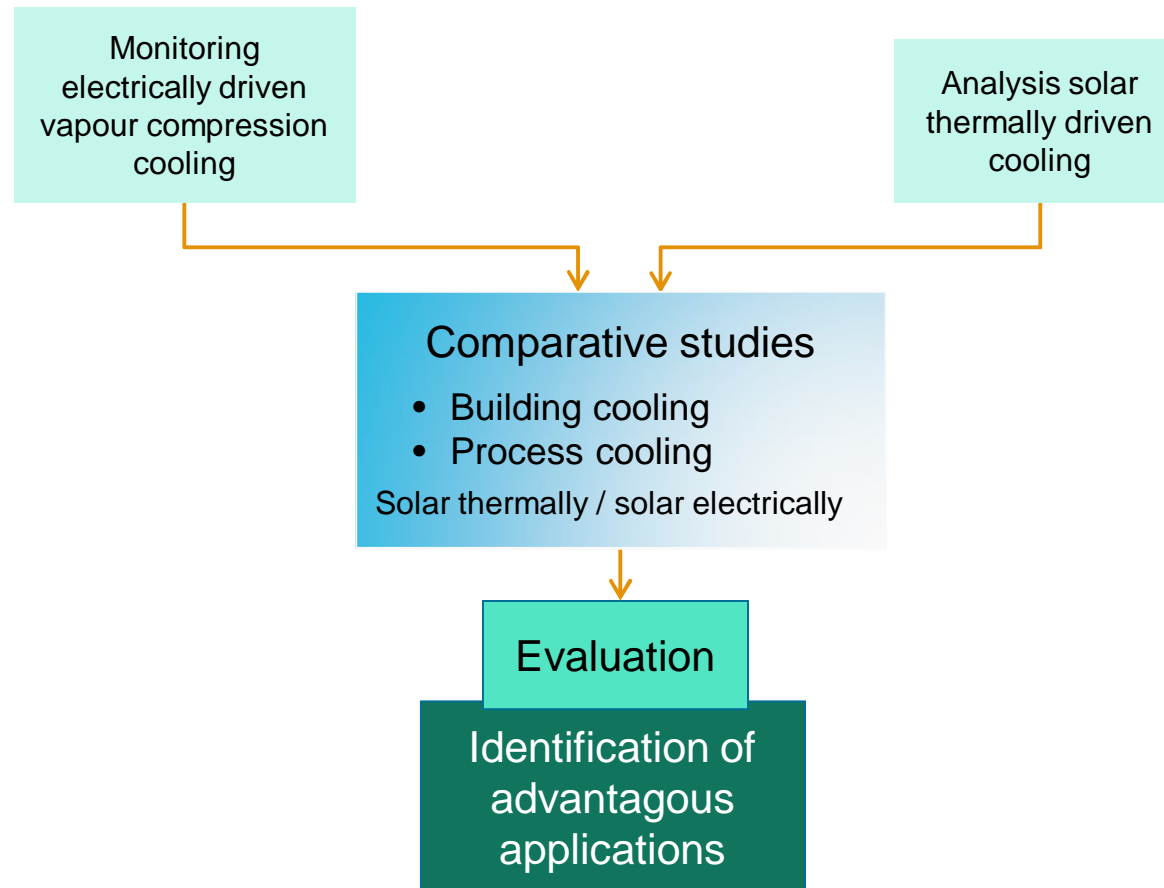 Monitoring
electrically driven
vapour compression
cooling
Analysis solar
thermally driven
cooling
Comparative studies
• Building cooling
• Process cooling
Solar thermally / solar electrically
Evaluation
Identification of
advantagous
applications